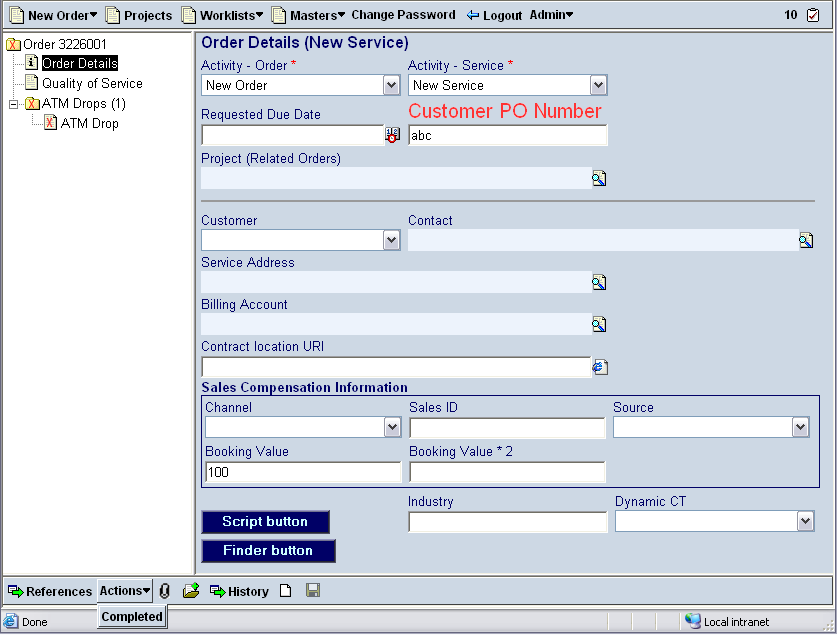 New Order▾ Projects Worklists▾ Masters▾ Change Password Logout Admin▾ 10
Order 3226001
Order Details
Quality of Service
ATM Drops (1)
ATM Drop
Order Details (New Service)
Activity - Order * Activity - Service *
New Order New Service
Requested Due Date Customer PO Number
abc
Project (Related Orders)
Customer Contact
Service Address
Billing Account
Contract location URI
Sales Compensation Information
Channel Sales ID Source
Booking Value Booking Value * 2
100
Industry Dynamic CT
Script button
Finder button
References Actions▾ History
Completed
Done Local intranet